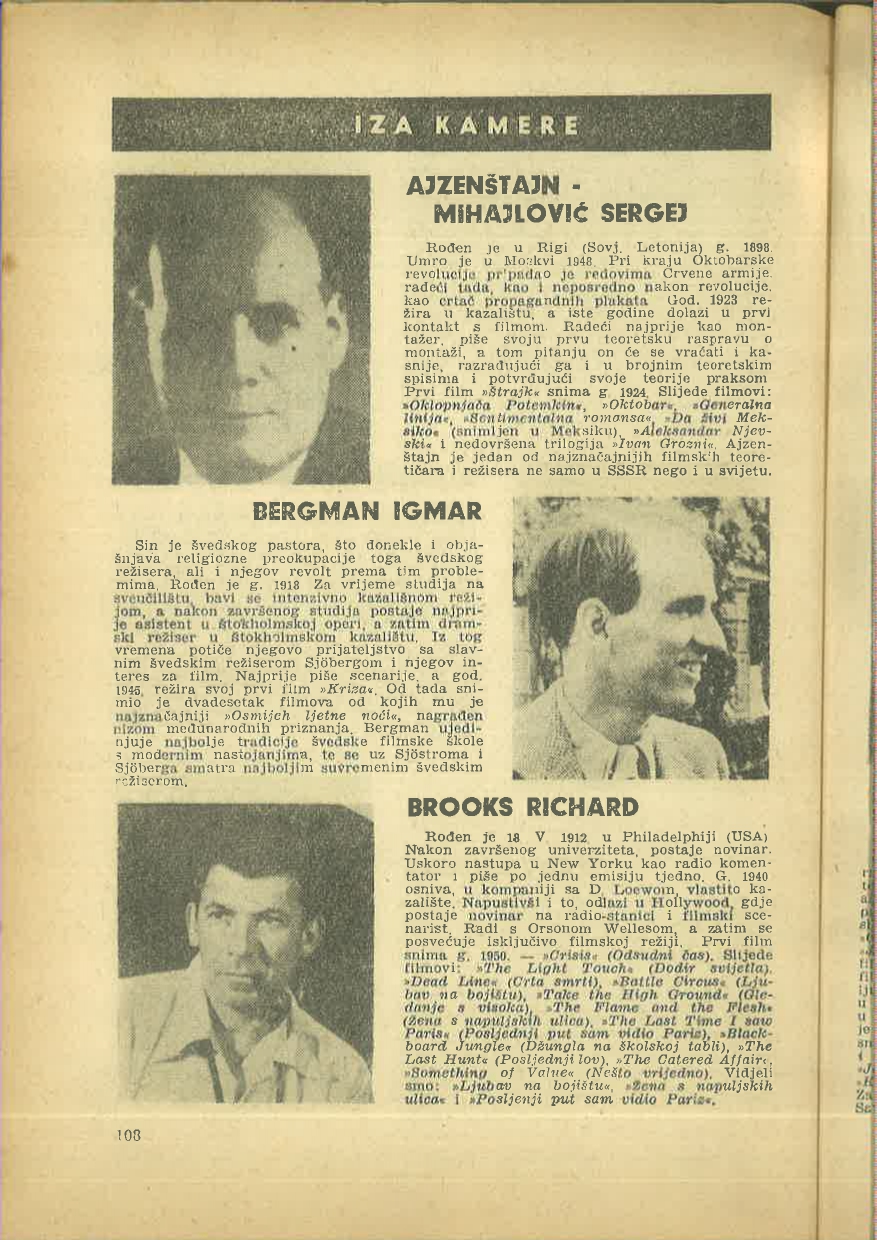 IZA KAMERE
AJZENŠTAJN -
MIHAJLOVIĆ SERGEJ
Rođen je u Rigi (Sovj. Letonija) g. 1898.
Umro je u Moskvi 1948. Pri kraju Oktobarske
revolucije pr'padao je redovima Crvene armije.
radeći tada, kao i neposredno nakon revolucije.
kao crtač propagandnih plakata God. 1923 re-
žira u kazalištu, a iste godine dolazi u prvi
kontakt s filmom. Radeći najprije kao mon-
tažer, piše svoju prvu teoretsku raspravu o
montaži, a tom pitanju on će se vraćati i ka-
snije, razrađujući ga i u brojnim teoretskim
spisima i potvrđujući svoje teorije praksom
Prvi film »Štrajk« snima g. 1924. Slijede filmovi:
»Oklopnjača Potemkin«, »Oktobar«, »Generalna
linija«, »Sentimentalna romansa«, »Da živi Mek-
siko« (snimljen u Meksiku), »Aleksandar Njev-
ski« i nedovršena trilogija »Ivan Grozni«. Ajzen-
štajn je jedan od najznačajnijih filmsk'h teore-
tičara i režisera ne samo u SSSR nego i u svijetu.
BERGMAN IGMAR
Sin je švedskog pastora, što donekle i obja-
šnjava religiozne preokupacije toga švedskog
režisera, ali i njegov revolt prema tim proble-
mima. Rođen je g. 1918 Za vrijeme studija na
sveučilištu, bavi se intenzivno kazališnom reži-
jom, a nakon završenog studija postaje najpri-
je asistent u štokholmskoj operi, a zatim dram-
ski režiser u štokholmskom kazalištu. Iz tog
vremena potiče njegovo prijateljstvo sa slav-
nim švedskim režiserom Sjöbergom i njegov in-
teres za film. Najprije piše scenarije, a god.
1945, režira svoj prvi film »Kriza«. Od tada sni-
mio je dvadesetak filmova od kojih mu je
najznačajniji »Osmijeh ljetne noći«, nagrađen
nizom međunarodnih priznanja. Bergman ujedi-
njuje najbolje tradicije švedske filmske škole
s modernim nastojanjima, te se uz Sjöstroma i
Sjöberga smatra najboljim suvremenim švedskim
režiserom.
BROOKS RICHARD
Rođen je 18 V. 1912. u Philadelphiji (USA)
Nakon završenog univerziteta, postaje novinar.
Uskoro nastupa u New Yorku kao radio komen-
tator i piše po jednu emisiju tjedno. G. 1940
osniva, u kompaniji sa D. Loewom, vlastito ka-
zalište. Napustivši i to, odlazi u Hollywood, gdje
postaje novinar na radio-stanici i filmski sce-
narist. Radi s Orsonom Wellesom, a zatim se
posvećuje isključivo filmskoj režiji. Prvi film
snima g. 1950. — »Crisis« (Odsudni čas). Slijede
filmovi: »The Light Touch« (Dodir svijetla),
»Dead Line« (Crta smrti), »Battle Circus« (Lju-
bav na bojištu), »Take the High Ground« (Gle-
danje s visoka), »The Flame and the Flesh«
(Žena s napuljskih ulica), »The Last Time I saw
Paris« (Posljednji put sam vidio Pariz), »Black-
board Jungle« (Džungla na školskoj tabli), »The
Last Hunt« (Posljednji lov), »The Catered Affair«,
»Something of Value« (Nešto vrijedno). Vidjeli
smo: »Ljubav na bojištu«, »Žena s napuljskih
ulica« i »Posljenji put sam vidio Pariz«.
108